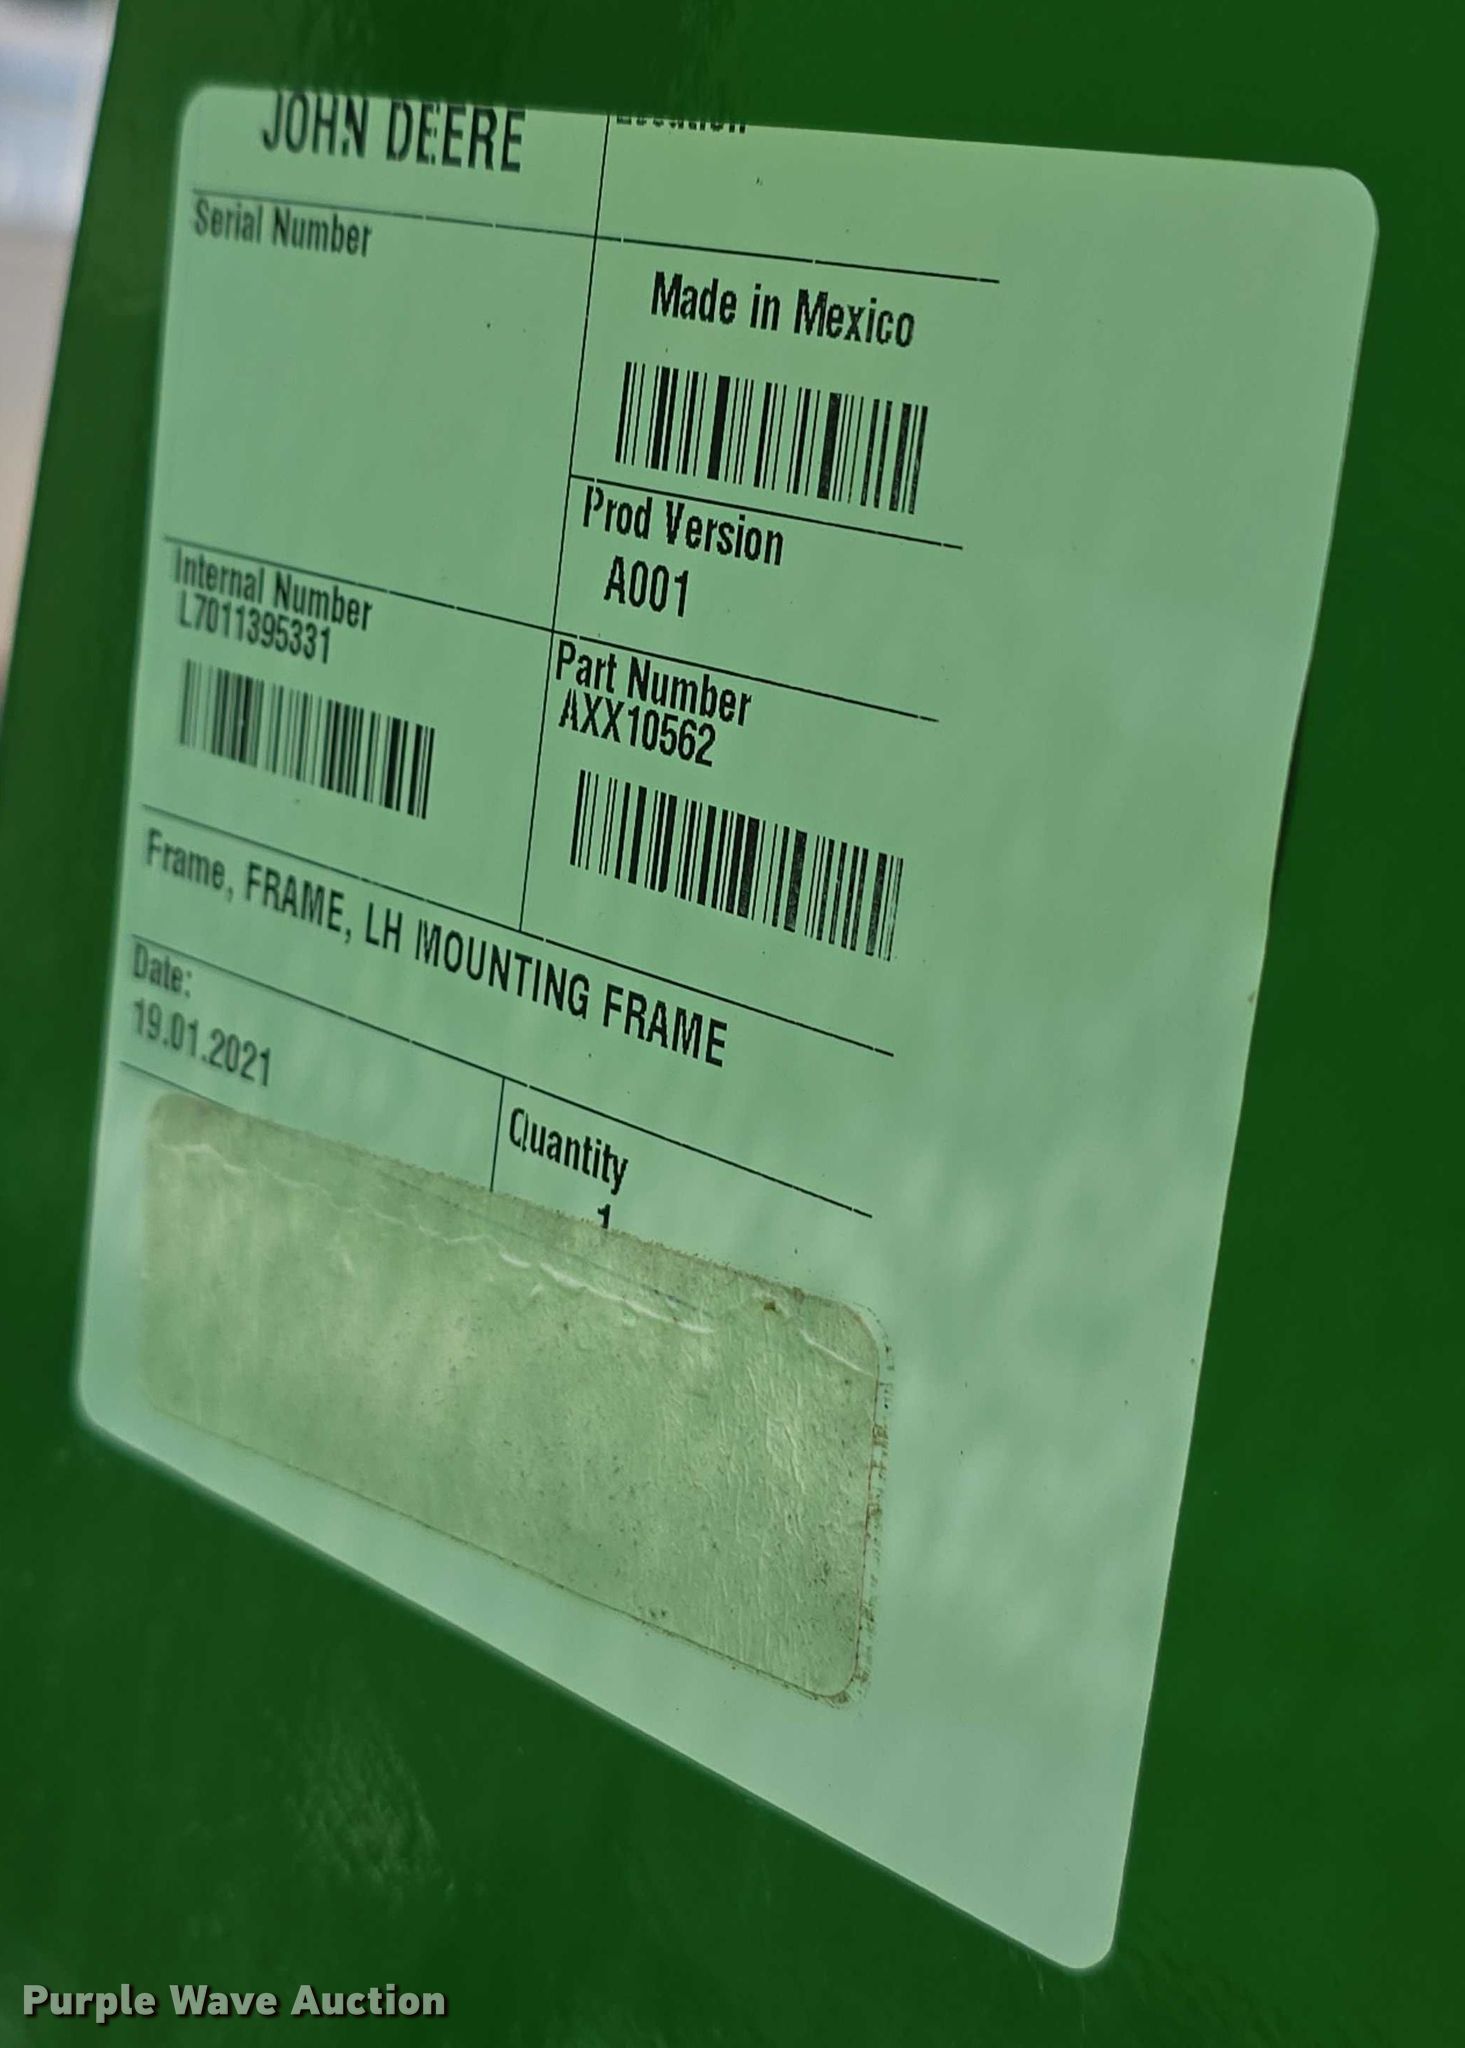 JOHN DEERE
Location
Serial Number
Made in Mexico
Prod Version
A001
Internal Number
L7011395331
Part Number
AXX10562
Frame, FRAME, LH MOUNTING FRAME
Date:
19.01.2021
Quantity
1
Purple Wave Auction